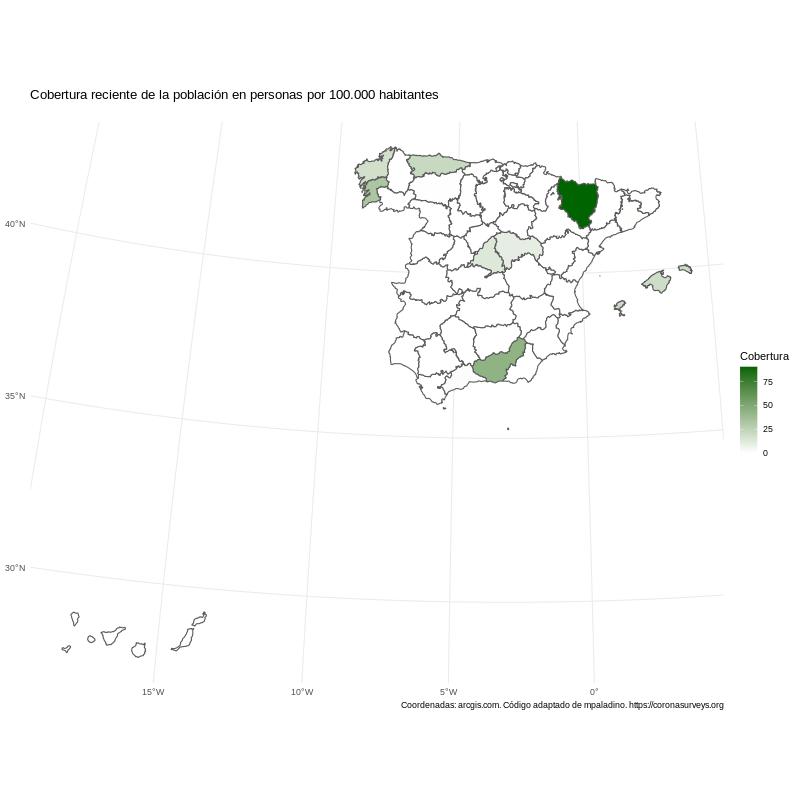 Cobertura reciente de la población en personas por 100.000 habitantes
40°N
35°N
30°N
15°W
10°W
5°W
0°
Cobertura
75
50
25
0
Coordenadas: arcgis.com. Código adaptado de mpaladino. https://coronasurveys.org